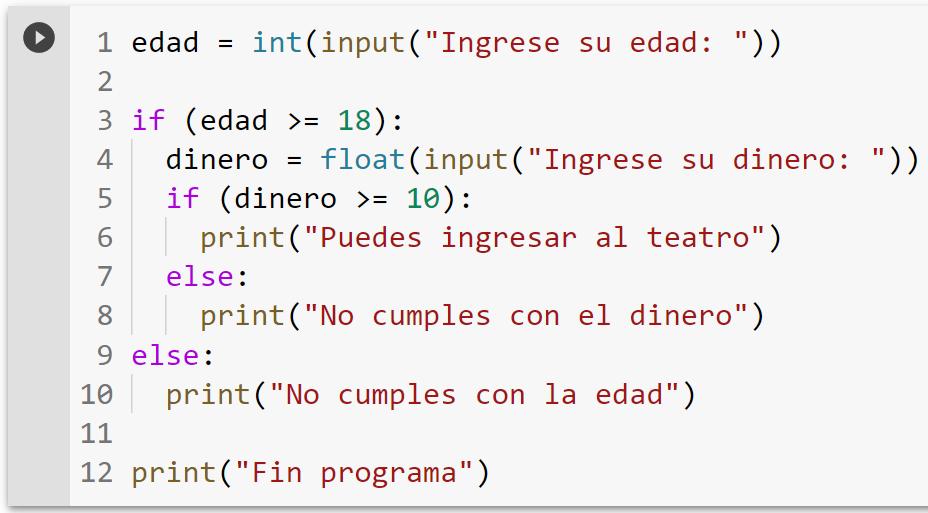 1 edad = int(input("Ingrese su edad: "))
2
3 if (edad >= 18):
4   dinero = float(input("Ingrese su dinero: "))
5   if (dinero >= 10):
6     print("Puedes ingresar al teatro")
7   else:
8     print("No cumples con el dinero")
9 else:
10   print("No cumples con la edad")
11
12 print("Fin programa")